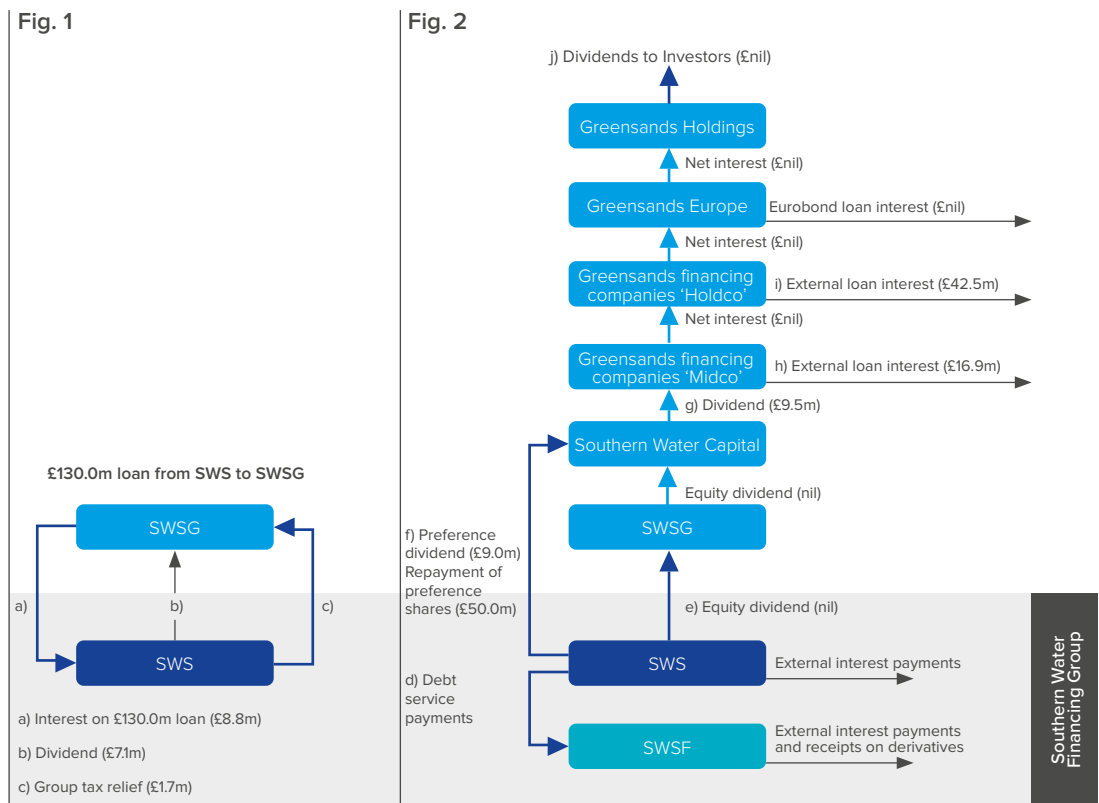 Fig. 1
£130.0m loan from SWS to SWSG
SWSG
a)
b)
c)
SWS
a) Interest on £130.0m loan (£8.8m)
b) Dividend (£7.1m)
c) Group tax relief (£1.7m)
Fig. 2
j) Dividends to Investors (£nil)
Greensands Holdings
Net interest (£nil)
Greensands Europe
Eurobond loan interest (£nil)
Net interest (£nil)
Greensands financing
companies ‘Holdco’
i) External loan interest (£42.5m)
Net interest (£nil)
Greensands financing
companies ‘Midco’
h) External loan interest (£16.9m)
g) Dividend (£9.5m)
Southern Water Capital
Equity dividend (nil)
SWSG
f) Preference
dividend (£9.0m)
Repayment of
preference
shares (£50.0m)
e) Equity dividend (nil)
SWS
External interest payments
d) Debt
service
payments
SWSF
External interest payments
and receipts on derivatives
Southern Water
Financing Group